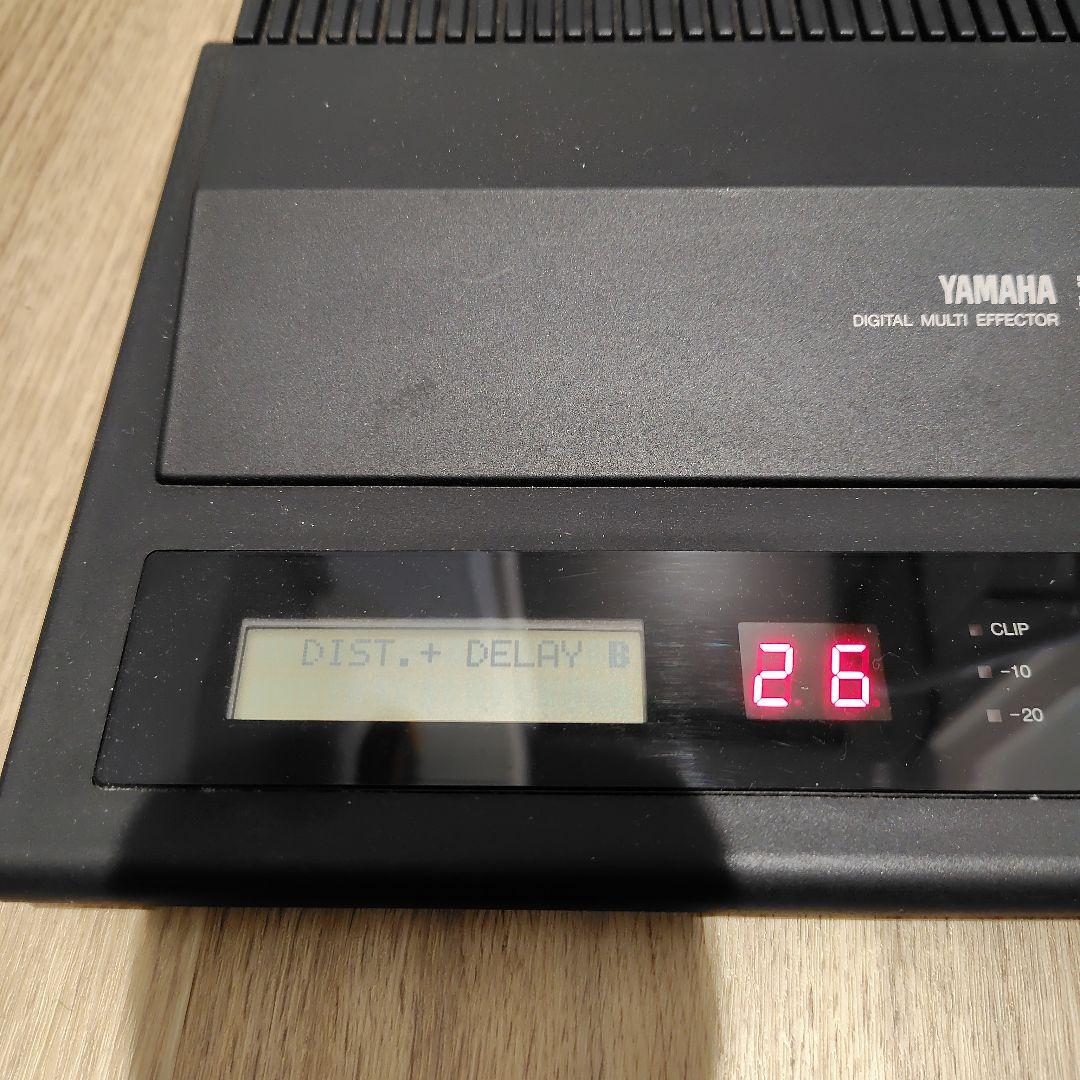 YAMAHA
DIGITAL MULTI EFFECTOR
DIST.+ DELAY B
26
CLIP
-10
-20